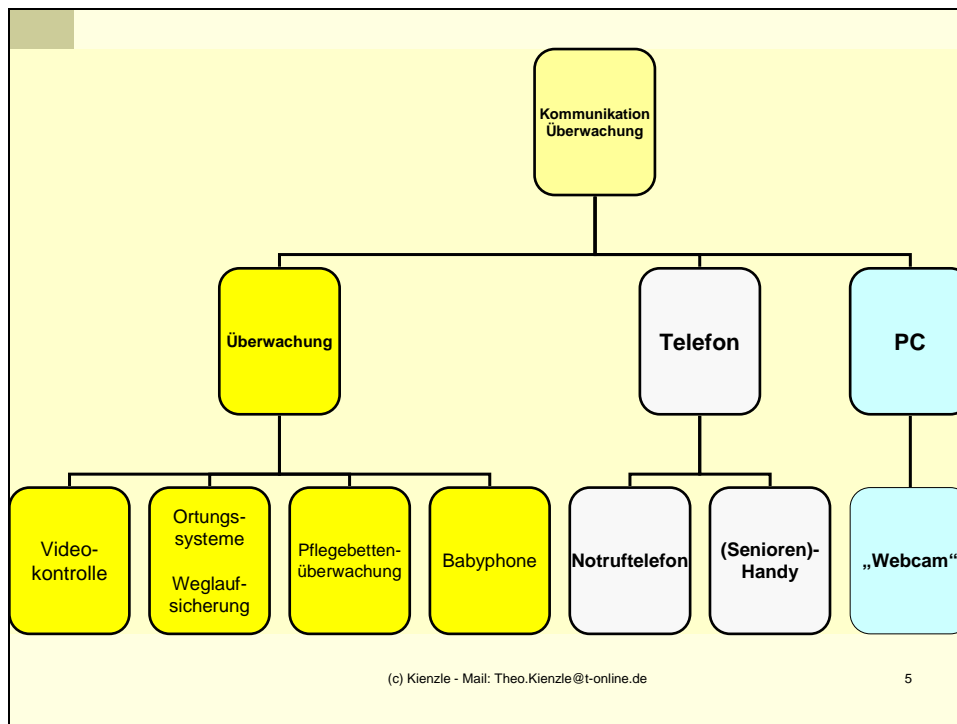 Kommunikation
Überwachung
Überwachung
Telefon
PC
Video-
kontrolle
Ortungs-
systeme
Weglauf-
sicherung
Pflegebetten-
überwachung
Babyphone
Notruftelefon
(Senioren)-
Handy
„Webcam“
(c) Kienzle - Mail: Theo.Kienzle@t-online.de
5